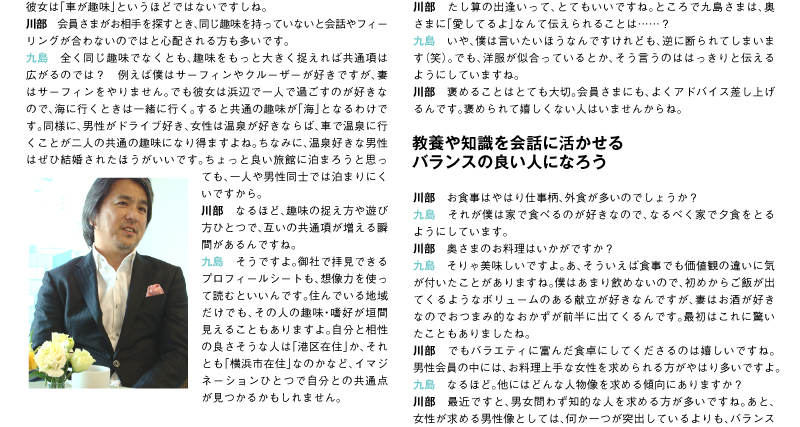 彼女は「車が趣味」というほどではないですしね。
川部　会員さまがお相手を探すとき、同じ趣味を持っていないと会話やフィー
リングが合わないのではと心配される方も多いです。
九島　全く同じ趣味でなくとも、趣味をもっと大きく捉えれば共通項は
広がるのでは？　例えば僕はサーフィンやクルーザーが好きですが、妻
はサーフィンをやりません。でも彼女は浜辺で一人で過ごすのが好きな
ので、海に行くときは一緒に行く。すると共通の趣味が「海」となるわけで
す。同様に、男性がドライブ好き、女性は温泉が好きならば、車で温泉に行
くことが二人の共通の趣味になり得ますよね。ちなみに、温泉好きな男性
はぜひ結婚されたほうがいいです。ちょっと良い旅館に泊まろうと思っ
ても、一人や男性同士では泊まりにく
いですから。
川部　なるほど、趣味の捉え方や遊び
方ひとつで、互いの共通項が増える瞬
間があるんですね。
九島　そうですよ。御社で拝見できる
プロフィールシートも、想像力を使っ
て読むといいんです。住んでいる地域
だけでも、その人の趣味・嗜好が垣間
見えることもありますよ。自分と相性
の良さそうな人は「港区在住」か、それ
とも「横浜市在住」なのかなど、イマジ
ネーションひとつで自分との共通点
が見つかるかもしれません。
川部　たし算の出逢いって、とてもいいですね。ところで九島さまは、奥
さまに「愛してるよ」なんて伝えられることは……？
九島　いや、僕は言いたいほうなんですけれども、逆に断られてしまいま
す（笑）。でも、洋服が似合っているとか、そう言うのははっきりと伝える
ようにしていますね。
川部　褒めることはとても大切。会員さまにも、よくアドバイス差し上げ
るんです。褒められて嬉しくない人はいませんからね。
教養や知識を会話に活かせる
バランスの良い人になろう
川部　お食事はやはり仕事柄、外食が多いのでしょうか？
九島　それが僕は家で食べるのが好きなので、なるべく家で夕食をとる
ようにしています。
川部　奥さまのお料理はいかがですか？
九島　そりゃ美味しいですよ。あ、そういえば食事でも価値観の違いに気
が付いたことがありますね。僕はあまり飲めないので、初めからご飯が出
てくるようなボリュームのある献立が好きなんですが、妻はお酒が好き
なのでおつまみ的なおかずが前半に出てくるんです。最初はこれに驚い
たこともありましたね。
川部　でもバラエティに富んだ食卓にしてくださるのは嬉しいですね。
男性会員の中には、お料理上手な女性を求められる方がやはり多いですよ。
九島　なるほど。他にはどんな人物像を求める傾向にありますか？
川部　最近ですと、男女問わず知的な人を求める方が多いですね。あと、
女性が求める男性像としては、何か一つが突出しているよりも、バランス